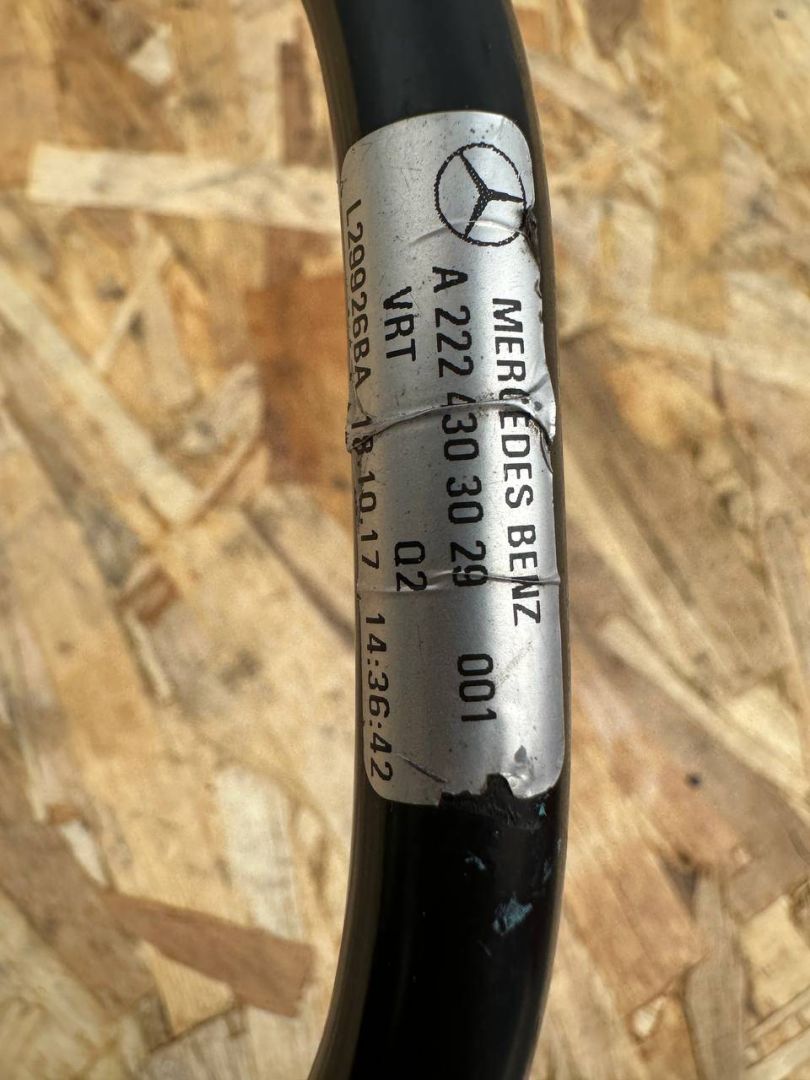 MERCEDES BENZ
A 222 430 30 29 001
VRT Q2
L29926BA 18.10.17 14:36:42